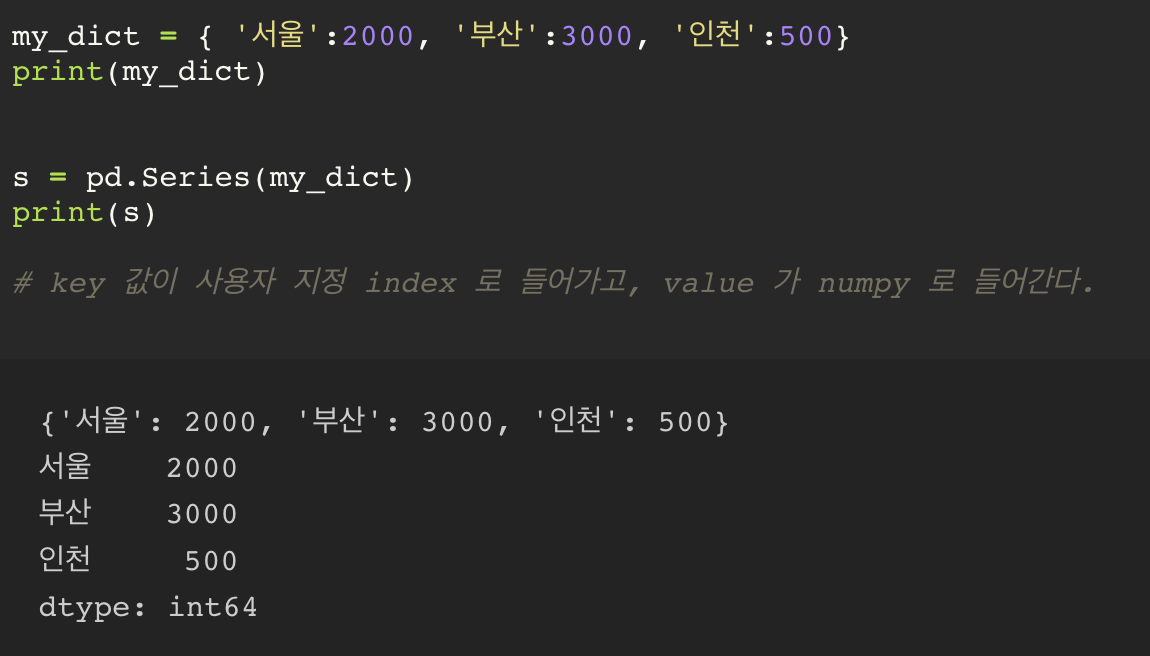 my_dict = { '서울':2000, '부산':3000, '인천':500}
print(my_dict)
s = pd.Series(my_dict)
print(s)
# key 값이 사용자 지정 index 로 들어가고, value 가 numpy 로 들어간다.
{'서울': 2000, '부산': 3000, '인천': 500}
서울    2000
부산    3000
인천     500
dtype: int64